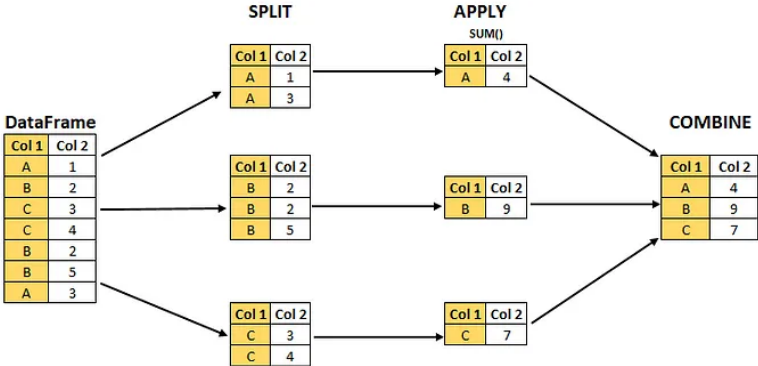 SPLIT
APPLY
SUM()
DataFrame
Col 1 Col 2
A 1
B 2
C 3
C 4
B 2
B 5
A 3
Col 1 Col 2
A 1
A 3
Col 1 Col 2
B 2
B 2
B 5
Col 1 Col 2
C 3
C 4
Col 1 Col 2
A 4
Col 1 Col 2
B 9
Col 1 Col 2
C 7
COMBINE
Col 1 Col 2
A 4
B 9
C 7